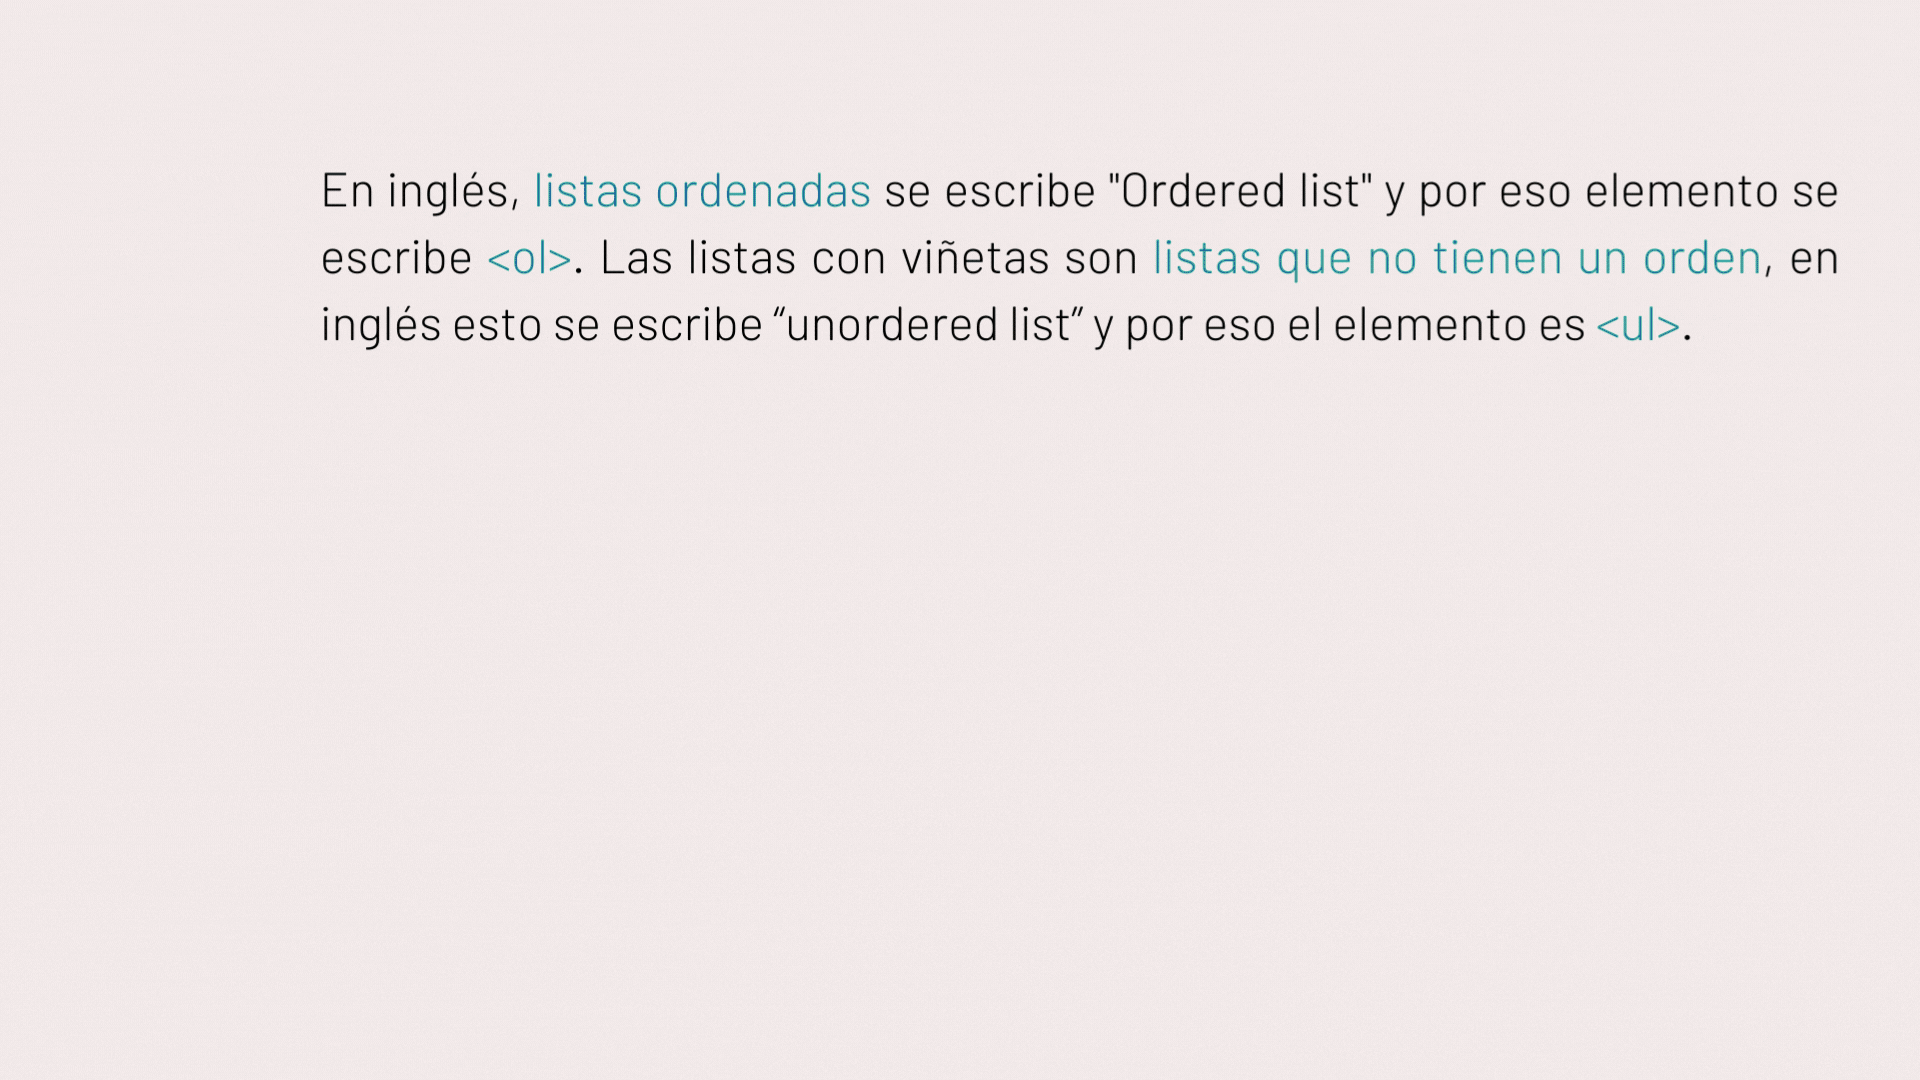 En inglés, listas ordenadas se escribe "Ordered list" y por eso elemento se
escribe <ol>. Las listas con viñetas son listas que no tienen un orden, en
inglés esto se escribe “unordered list” y por eso el elemento es <ul>.